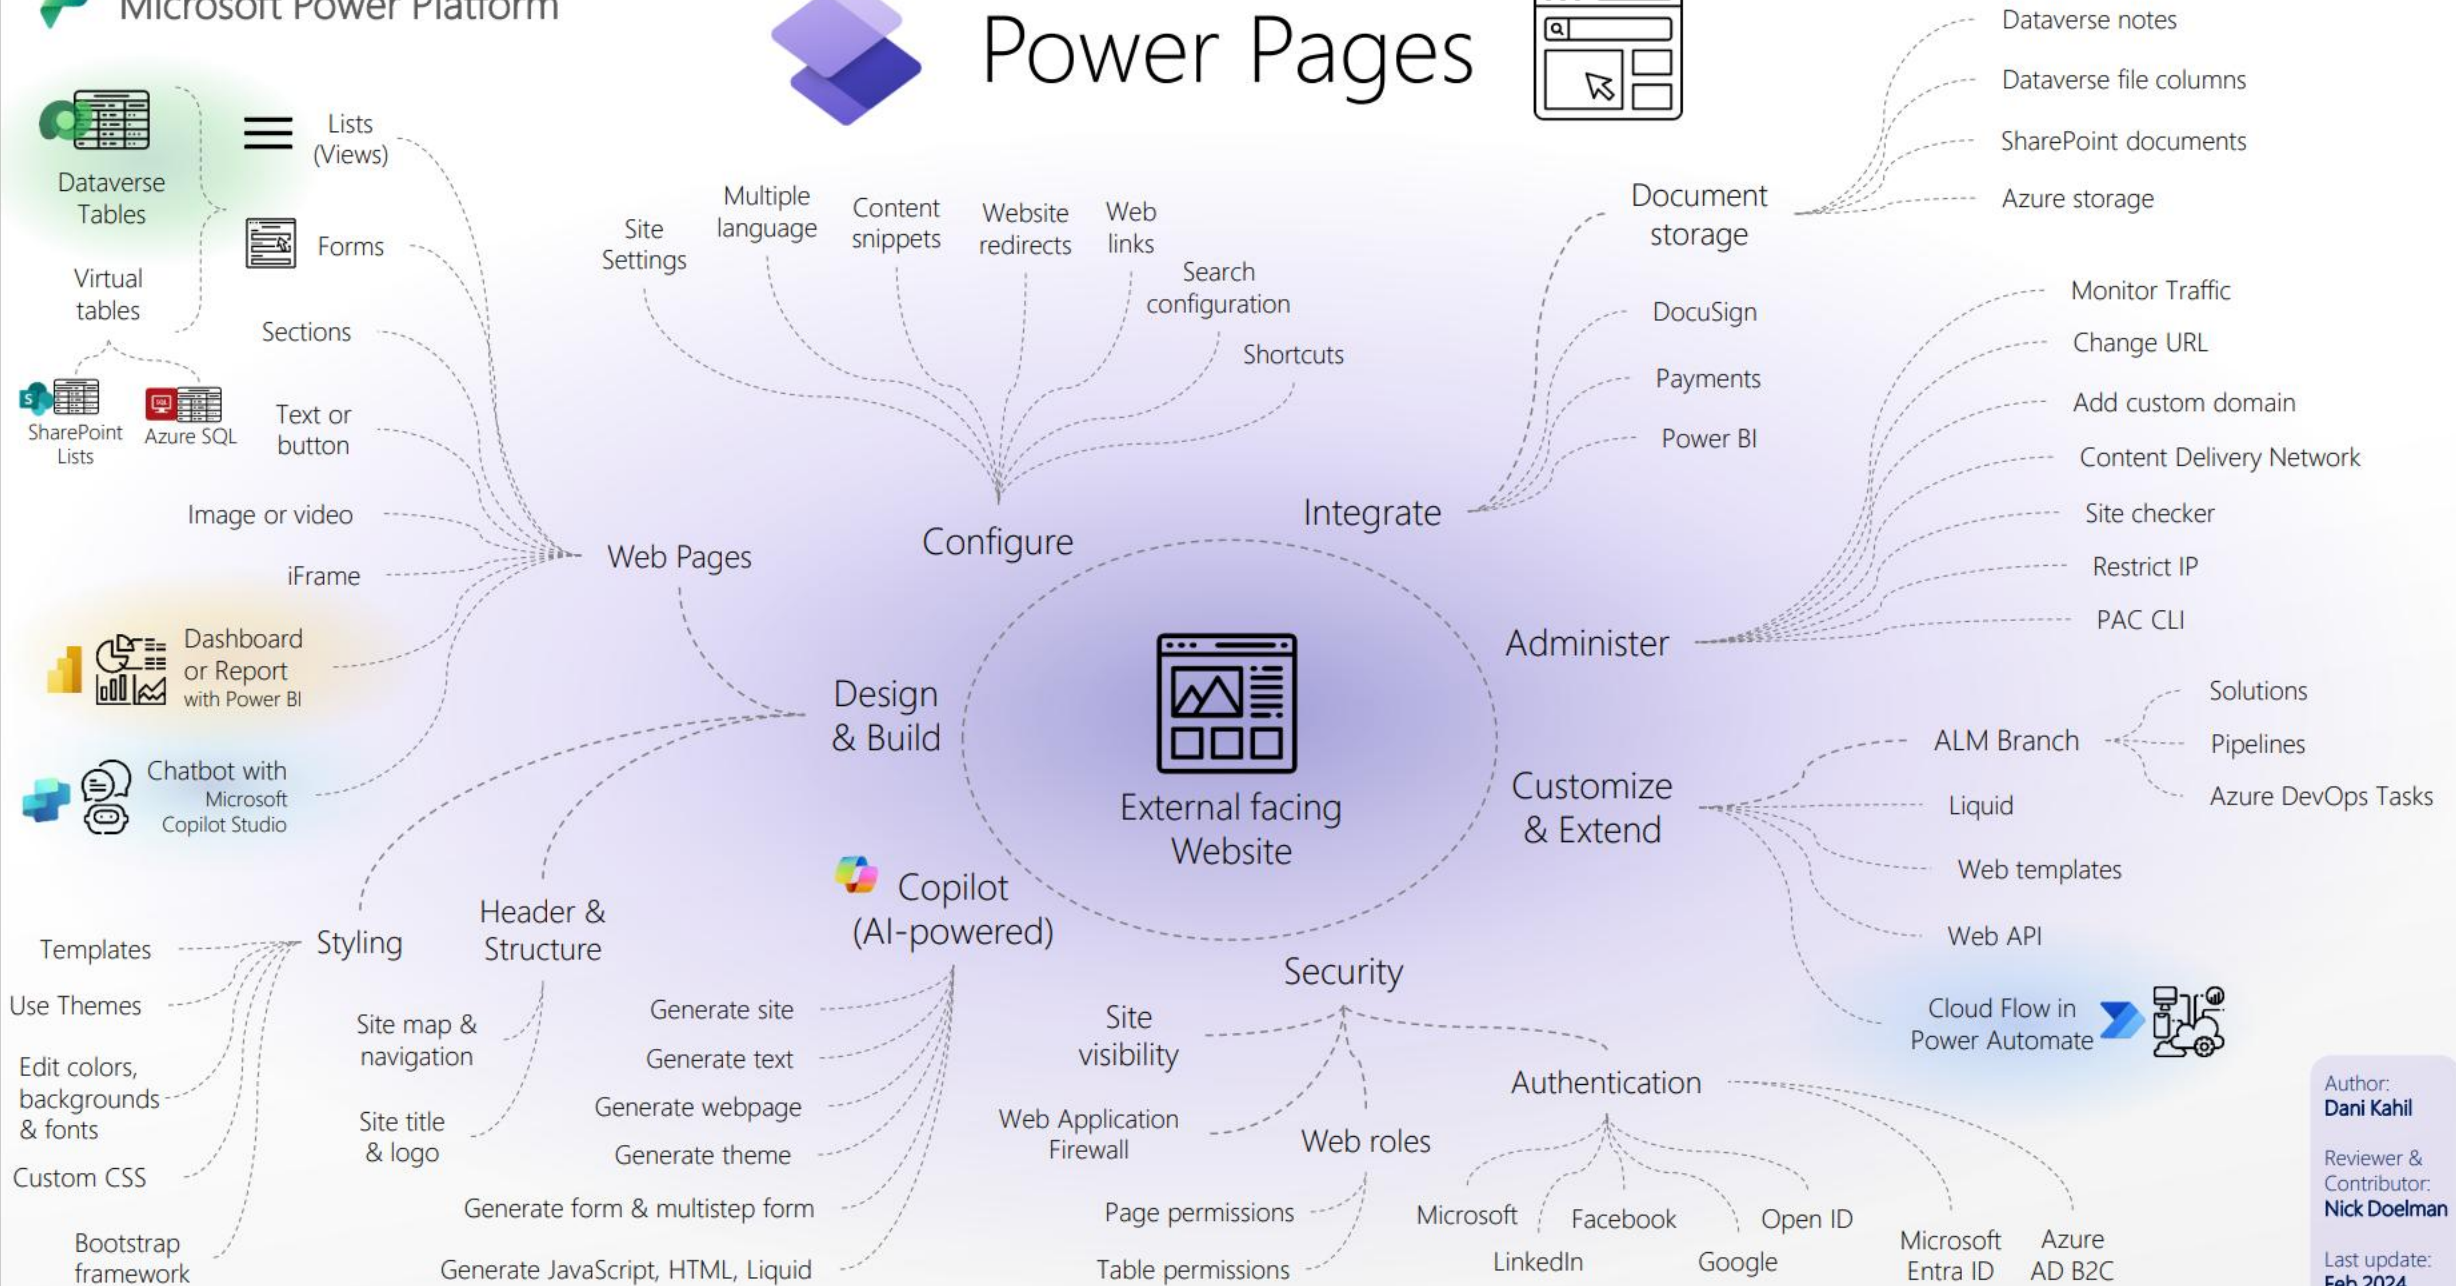 Microsoft Power Platform
Power Pages
Dataverse
Tables
Virtual
tables
SharePoint
Lists
Azure SQL
Lists
(Views)
Forms
Sections
Text or
button
Image or video
iFrame
Dashboard
or Report
with Power BI
Chatbot with
Microsoft
Copilot Studio
Web Pages
Design
& Build
Styling
Templates
Use Themes
Edit colors,
backgrounds
& fonts
Custom CSS
Bootstrap
framework
Header &
Structure
Site map &
navigation
Site title
& logo
Site
Settings
Multiple
language
Content
snippets
Website
redirects
Web
links
Search
configuration
Shortcuts
Configure
Integrate
Document
storage
Dataverse notes
Dataverse file columns
SharePoint documents
Azure storage
DocuSign
Payments
Power BI
Administer
Monitor Traffic
Change URL
Add custom domain
Content Delivery Network
Site checker
Restrict IP
PAC CLI
External facing
Website
Customize
& Extend
ALM Branch
Solutions
Pipelines
Azure DevOps Tasks
Liquid
Web templates
Web API
Cloud Flow in
Power Automate
Copilot
(AI-powered)
Generate site
Generate text
Generate webpage
Generate theme
Generate form & multistep form
Generate JavaScript, HTML, Liquid
Security
Site
visibility
Web Application
Firewall
Web roles
Page permissions
Table permissions
Authentication
Microsoft
LinkedIn
Facebook
Google
Open ID
Microsoft
Entra ID
Azure
AD B2C
Author:
Dani Kahil
Reviewer &
Contributor:
Nick Doelman
Last update:
Feb 2024